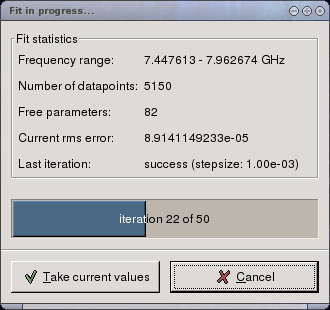 Fit in progress...
Fit statistics
Frequency range: 7.447613 - 7.962674 GHz
Number of datapoints: 5150
Free parameters: 82
Current rms error: 8.9141149233e-05
Last iteration: success (stepsize: 1.00e-03)
iteration 22 of 50
Take current values Cancel